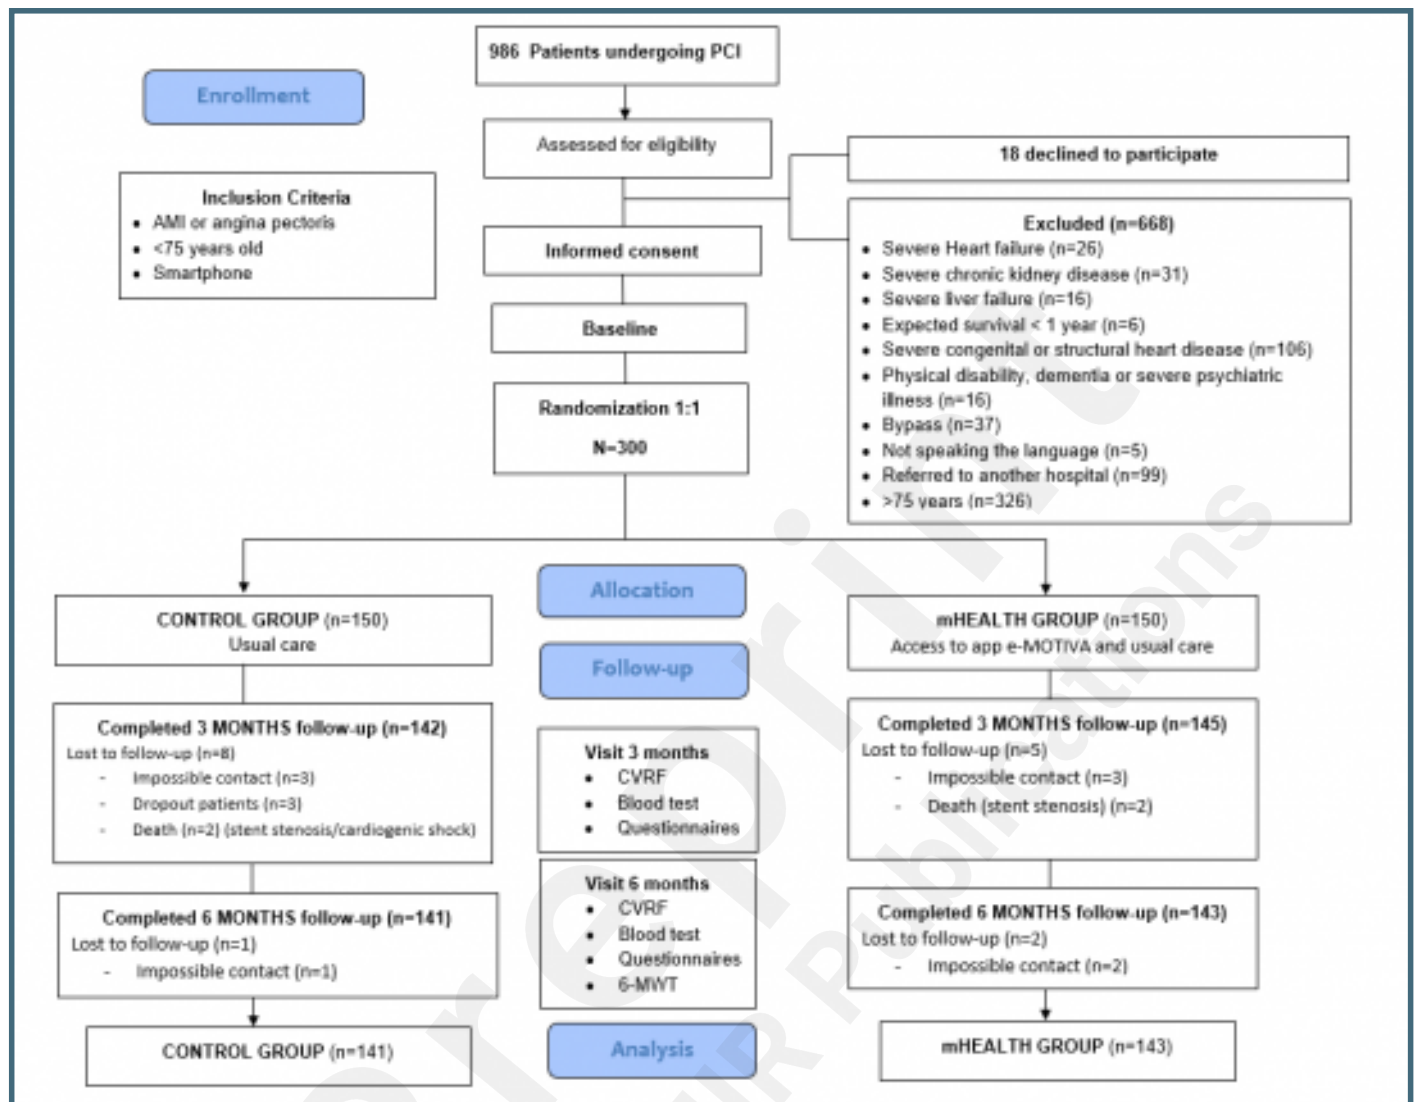 986 Patients undergoing PCI
Enrollment
Assessed for eligibility
18 declined to participate
Inclusion Criteria
• AMI or angina pectoris
• <75 years old
• Smartphone
Excluded (n=668)
• Severe Heart failure (n=26)
• Severe chronic kidney disease (n=31)
• Severe liver failure (n=16)
• Expected survival < 1 year (n=6)
• Severe congenital or structural heart disease (n=106)
• Physical disability, dementia or severe psychiatric
illness (n=16)
• Bypass (n=37)
• Not speaking the language (n=5)
• Referred to another hospital (n=99)
• >75 years (n=326)
Informed consent
Baseline
Randomization 1:1
N=300
Allocation
CONTROL GROUP (n=150)
Usual care
mHEALTH GROUP (n=150)
Access to app e-MOTIVA and usual care
Follow-up
Completed 3 MONTHS follow-up (n=142)
Lost to follow-up (n=8)
- Impossible contact (n=3)
- Dropout patients (n=3)
- Death (n=2) (stent stenosis/cardiogenic shock)
Visit 3 months
• CVRF
• Blood test
• Questionnaires
Completed 3 MONTHS follow-up (n=145)
Lost to follow-up (n=5)
- Impossible contact (n=3)
- Death (stent stenosis) (n=2)
Completed 6 MONTHS follow-up (n=141)
Lost to follow-up (n=1)
- Impossible contact (n=1)
Visit 6 months
• CVRF
• Blood test
• Questionnaires
• 6-MWT
Completed 6 MONTHS follow-up (n=143)
Lost to follow-up (n=2)
- Impossible contact (n=2)
CONTROL GROUP (n=141)
Analysis
mHEALTH GROUP (n=143)
Preprint
Publications